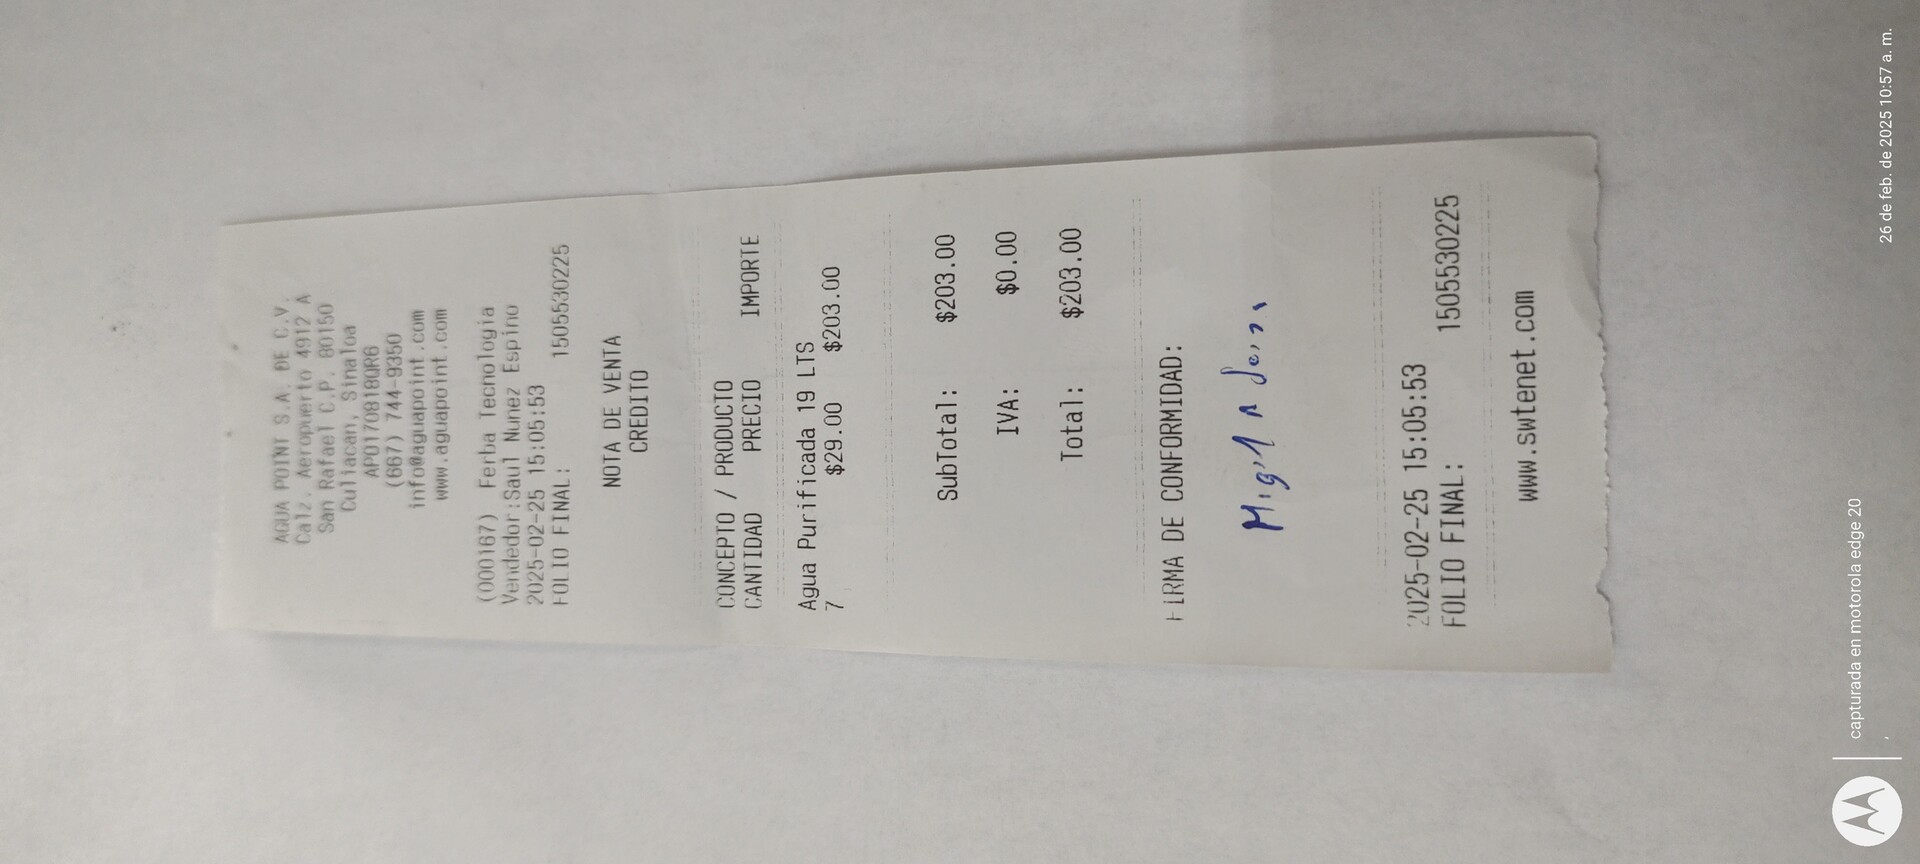 AGUA POINT S.A. DE C.V.
Calz. Aeropuerto 4912 A
San Rafael C.P. 80150
Culiacan, Sinaloa
APO170818QR6
(667) 744-9350
info@aguapoint.com
www.aguapoint.com
(000167) Ferba Tecnologia
Vendedor:Saul Nunez Espino
2025-02-25 15:05:53
FOLIO FINAL: 1505530225
NOTA DE VENTA
CREDITO
CONCEPTO / PRODUCTO
CANTIDAD PRECIO IMPORTE
Agua Purificada 19 LTS
7 $29.00 $203.00
SubTotal: $203.00
IVA: $0.00
Total: $203.00
FIRMA DE CONFORMIDAD:
2025-02-25 15:05:53
FOLIO FINAL: 1505530225
www.swtenet.com
capturada en motorola edge 20
26 de feb. de 2025 10:57 a. m.